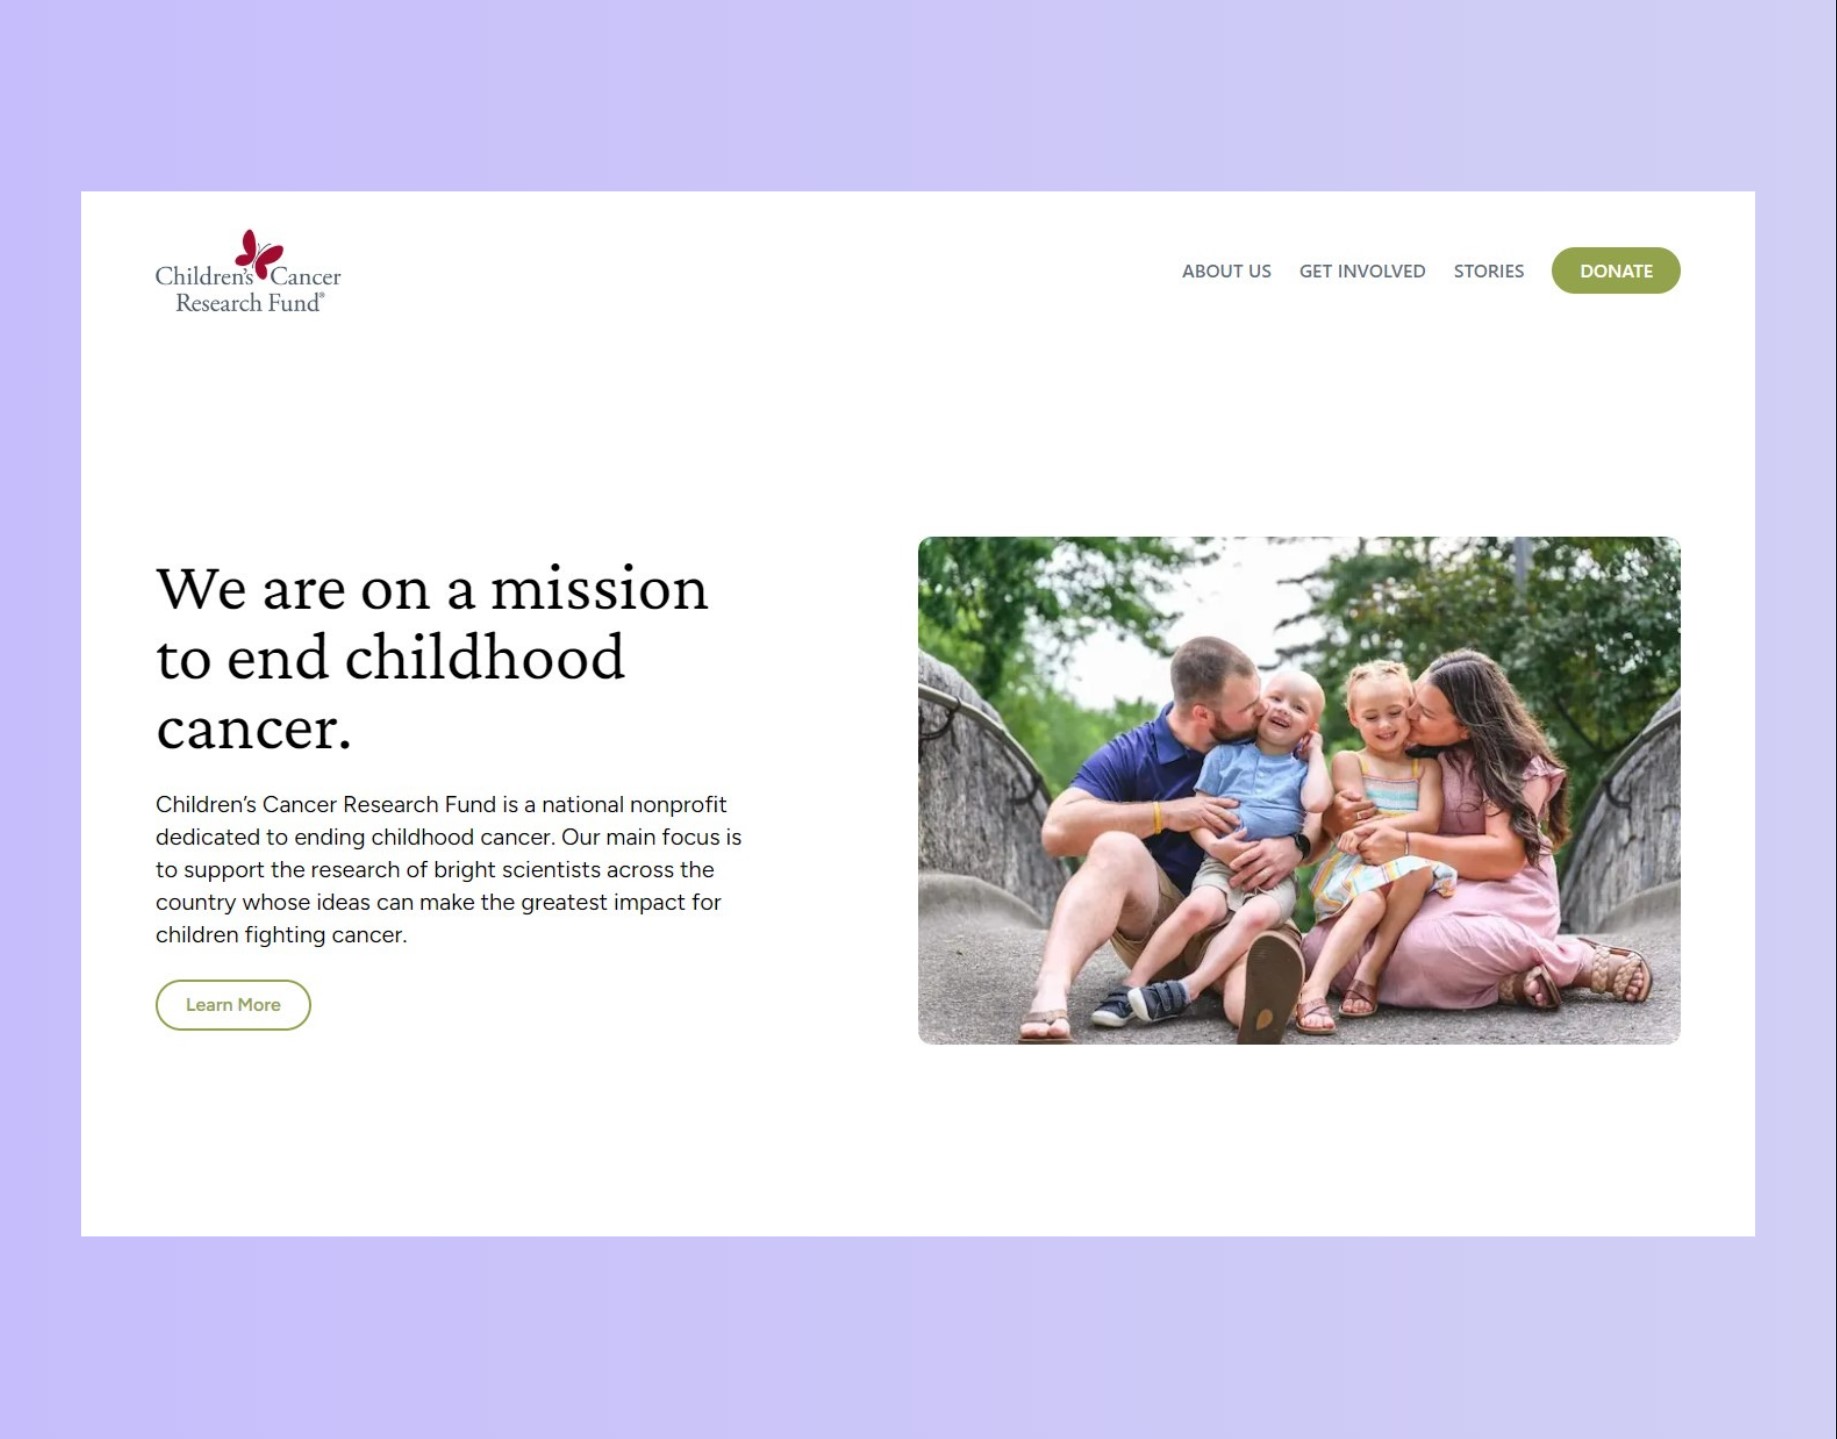 Children's Cancer
Research Fund®
ABOUT US GET INVOLVED STORIES DONATE
We are on a mission
to end childhood
cancer.
Children’s Cancer Research Fund is a national nonprofit
dedicated to ending childhood cancer. Our main focus is
to support the research of bright scientists across the
country whose ideas can make the greatest impact for
children fighting cancer.
Learn More